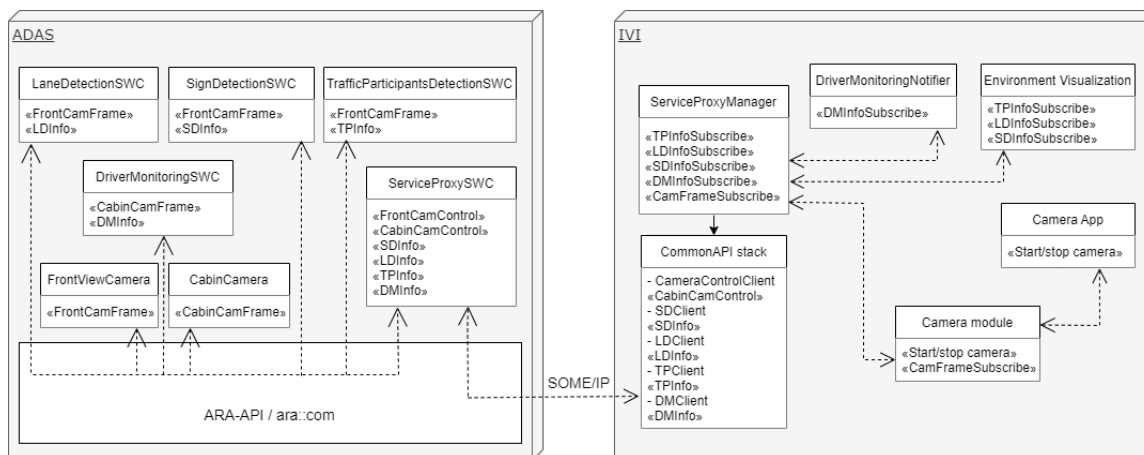 ADAS
LaneDetectionSWC
«FrontCamFrame»
«LDInfo»
SignDetectionSWC
«FrontCamFrame»
«SDInfo»
TrafficParticipantsDetectionSWC
«FrontCamFrame»
«TPInfo»
DriverMonitoringSWC
«CabinCamFrame»
«DMInfo»
ServiceProxySWC
«FrontCamControl»
«CabinCamControl»
«SDInfo»
«LDInfo»
«TPInfo»
«DMInfo»
FrontViewCamera
«FrontCamFrame»
CabinCamera
«CabinCamFrame»
ARA-API / ara::com
SOME/IP
IVI
ServiceProxyManager
«TPInfoSubscribe»
«LDInfoSubscribe»
«SDInfoSubscribe»
«DMInfoSubscribe»
«CamFrameSubscribe»
DriverMonitoringNotifier
«DMInfoSubscribe»
Environment Visualization
«TPInfoSubscribe»
«LDInfoSubscribe»
«SDInfoSubscribe»
CommonAPI stack
- CameraControlClient
«CabinCamControl»
- SDClient
«SDInfo»
- LDClient
«LDInfo»
- TPClient
«TPInfo»
- DMClient
«DMInfo»
Camera App
«Start/stop camera»
Camera module
«Start/stop camera»
«CamFrameSubscribe»